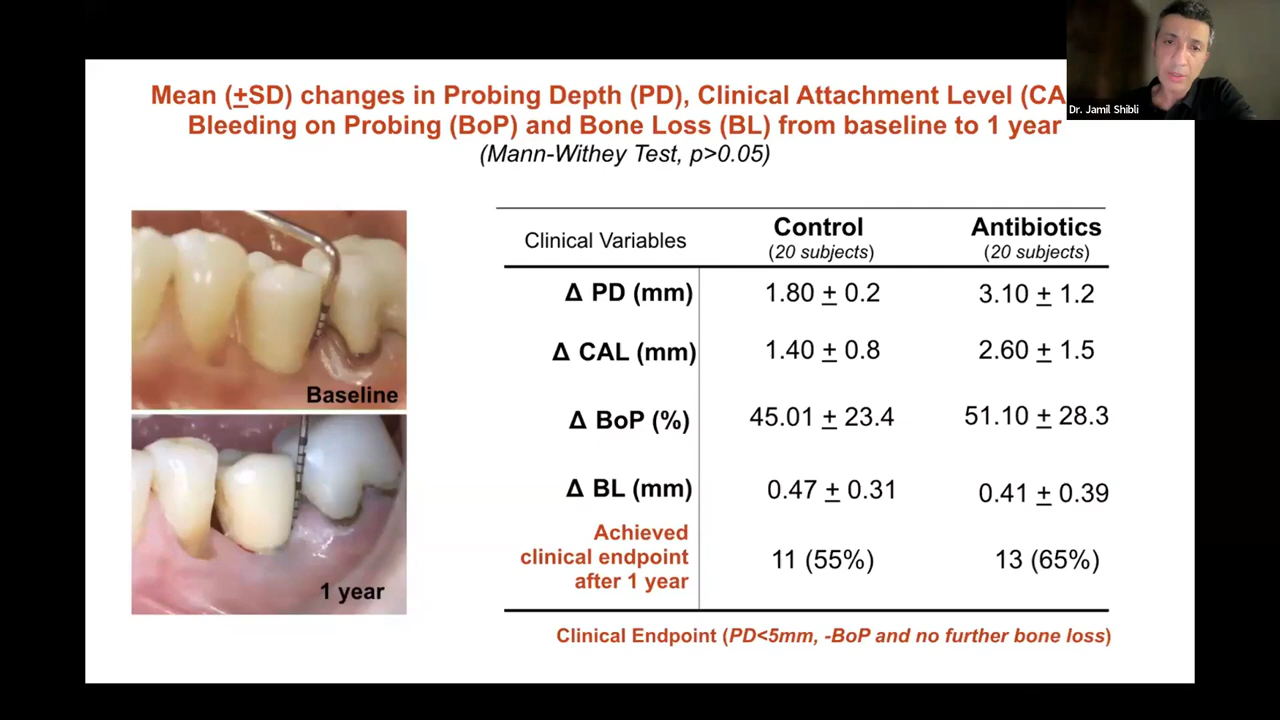 Mean (±SD) changes in Probing Depth (PD), Clinical Attachment Level (CA
Bleeding on Probing (BoP) and Bone Loss (BL) from baseline to 1 year
(Mann-Withey Test, p>0.05)
Dr. Jamil Shibli
Clinical Variables
Control
(20 subjects)
Antibiotics
(20 subjects)
Δ PD (mm) 1.80 ± 0.2 3.10 ± 1.2
Δ CAL (mm) 1.40 ± 0.8 2.60 ± 1.5
Δ BoP (%) 45.01 ± 23.4 51.10 ± 28.3
Δ BL (mm) 0.47 ± 0.31 0.41 ± 0.39
Achieved
clinical endpoint
after 1 year
11 (55%) 13 (65%)
Clinical Endpoint (PD<5mm, -BoP and no further bone loss)
Baseline
1 year